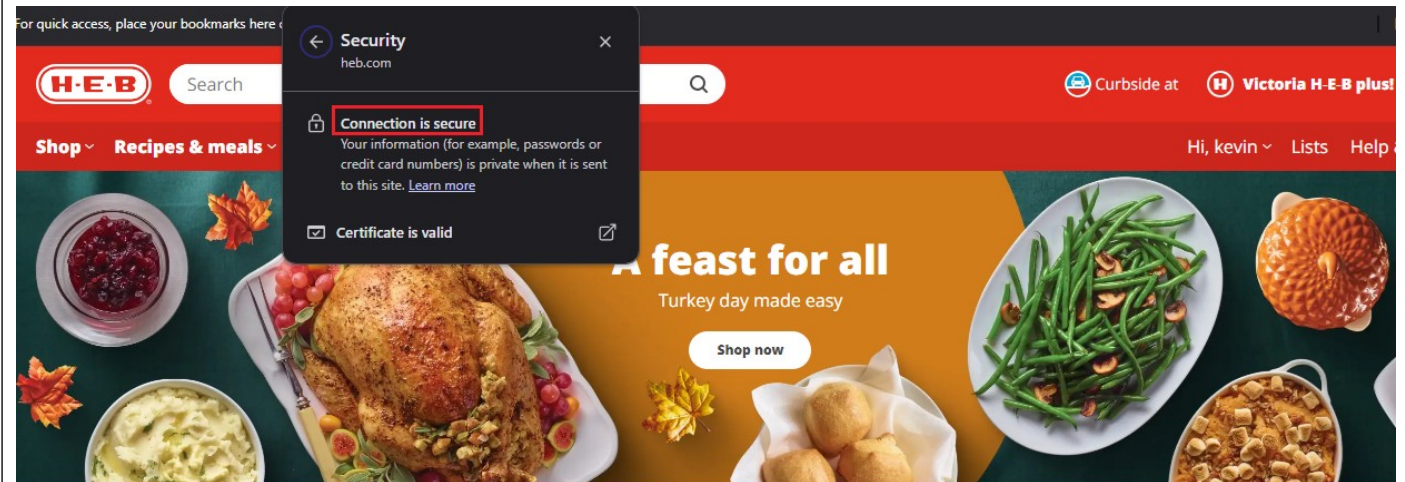 For quick access, place your bookmarks here
Security
heb.com
H-E-B
Search
Curbside at
H
Victoria H-E-B plus!
Connection is secure
Your information (for example, passwords or
credit card numbers) is private when it is sent
to this site. Learn more
Shop
Recipes & meals
Hi, kevin
Lists
Help
Certificate is valid
feast for all
Turkey day made easy
Shop now